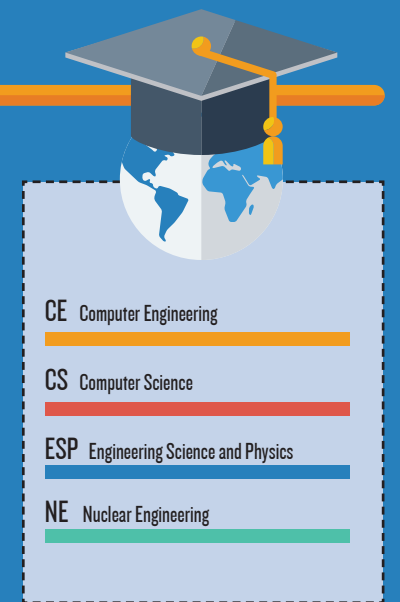 CE Computer Engineering
CS Computer Science
ESP Engineering Science and Physics
NE Nuclear Engineering